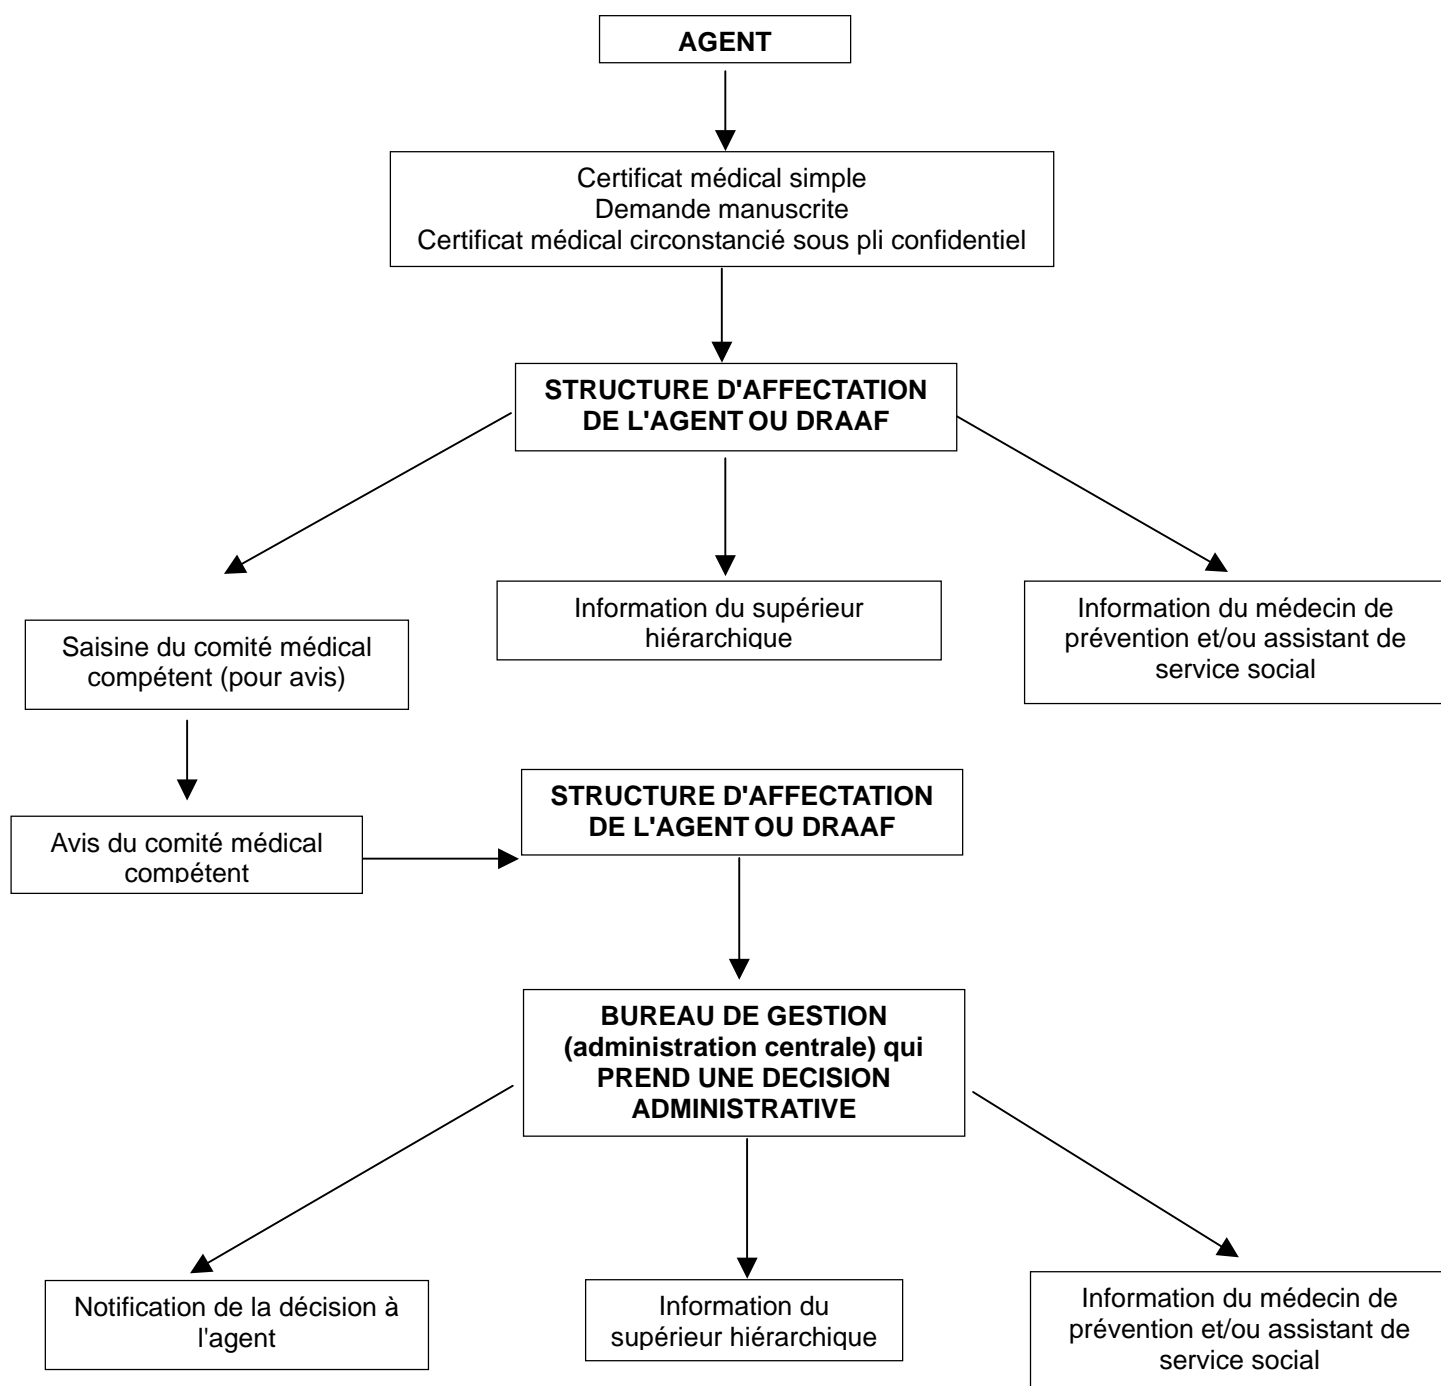 AGENT
Certificat médical simple
Demande manuscrite
Certificat médical circonstancié sous pli confidentiel
STRUCTURE D'AFFECTATION
DE L'AGENT OU DRAAF
Saisine du comité médical
compétent (pour avis)
Information du supérieur
hiérarchique
Information du médecin de
prévention et/ou assistant de
service social
Avis du comité médical
compétent
STRUCTURE D'AFFECTATION
DE L'AGENT OU DRAAF
BUREAU DE GESTION
(administration centrale) qui
PREND UNE DECISION
ADMINISTRATIVE
Notification de la décision à
l'agent
Information du
supérieur hiérarchique
Information du médecin de
prévention et/ou assistant de
service social